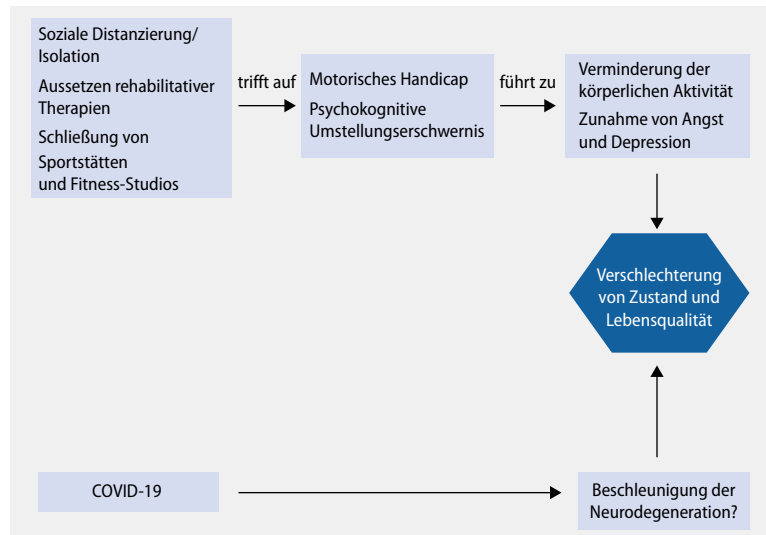 Soziale Distanzierung/
Isolation
Aussetzen rehabilitativer
Therapien
Schließung von
Sportstätten
und Fitness-Studios
trifft auf
Motorisches Handicap
Psychokognitive
Umstellungserschwernis
führt zu
Verminderung der
körperlichen Aktivität
Zunahme von Angst
und Depression
Verschlechterung
von Zustand und
Lebensqualität
COVID-19
Beschleunigung der
Neurodegeneration?